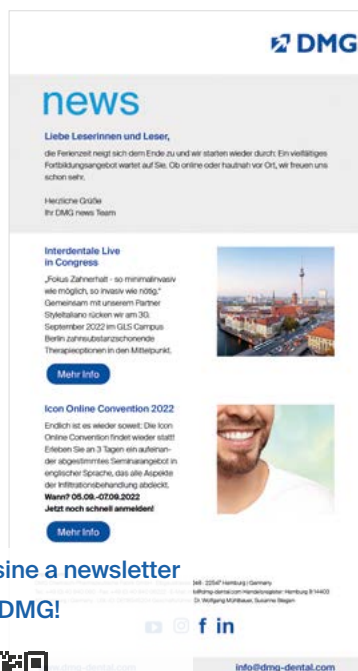 DMG
news
Liebe Leserinnen und Leser,
die Ferienzeit neigt sich dem Ende zu und wir starten wieder durch: Ein vielfältiges
Fortbildungsangebot wartet auf Sie. Ob online oder hautnah vor Ort, wir freuen uns
schon sehr.
Herzliche Grüße
Ihr DMG news Team
Interdentale Live
in Congress
„Fokus Zahnerhalt - so minimalinvasiv
wie möglich, so invasiv wie nötig."
Gemeinsam mit unserem Partner
Styleitaliano rücken wir am 30.
September 2022 im GLS Campus
Berlin zahnsubstanzschonende
Therapieoptionen in den Mittelpunkt.
Mehr Info
Icon Online Convention 2022
Endlich ist es wieder soweit: Die Icon
Online Convention findet wieder statt!
Erleben Sie an 3 Tagen ein aufeinan-
der abgestimmtes Seminarangebot in
englischer Sprache, das alle Aspekte
der Infiltrationsbehandlung abdeckt.
Wann? 05.09.-07.09.2022
Jetzt noch schnell anmelden!
Mehr Info
sine a newsletter
DMG!
Hamburg | Germany
Dr. Wolfgang Mühlbauer, Susanne Stegen
f in
info@dmg-dental.com